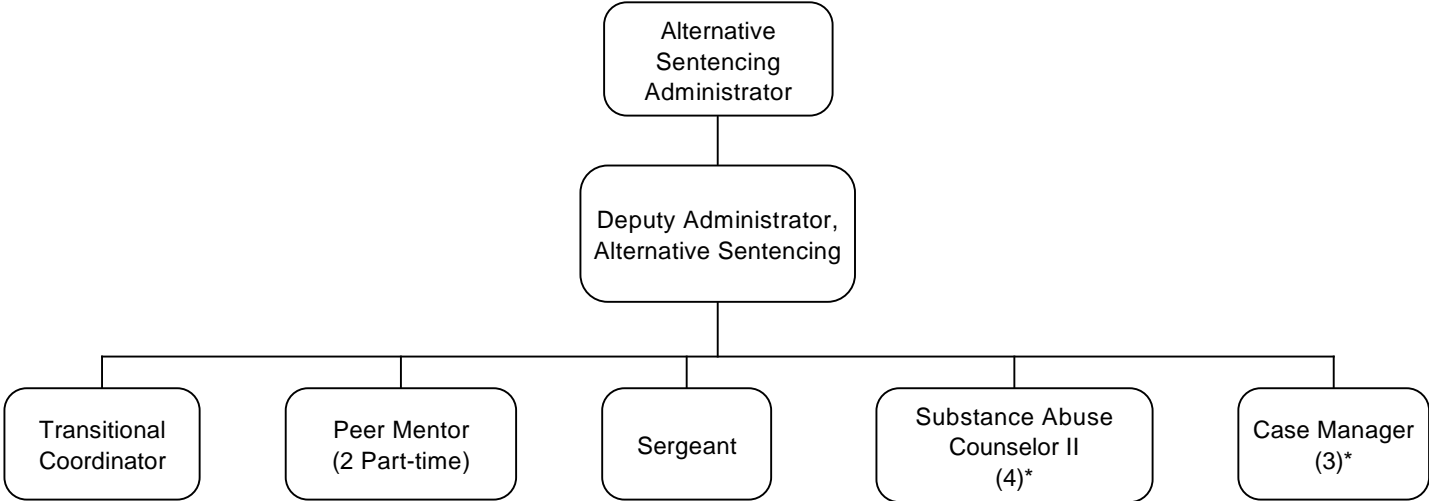 Alternative
Sentencing
Administrator
Deputy Administrator,
Alternative Sentencing
Transitional
Coordinator
Peer Mentor
(2 Part-time)
Sergeant
Substance Abuse
Counselor II
(4)*
Case Manager
(3)*